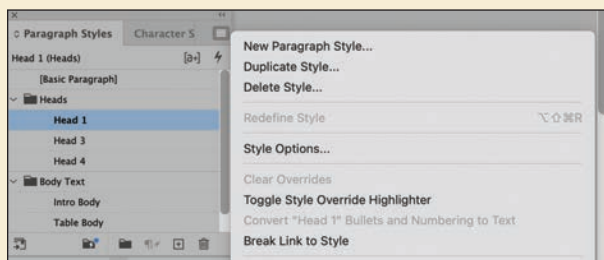 Paragraph Styles
Character S
Head 1 (Heads)
[a+]
[Basic Paragraph]
Heads
Head 1
Head 3
Head 4
Body Text
Intro Body
Table Body
New Paragraph Style...
Duplicate Style...
Delete Style...
Redefine Style ⌥⇧⌘R
Style Options...
Clear Overrides
Toggle Style Override Highlighter
Convert "Head 1" Bullets and Numbering to Text
Break Link to Style